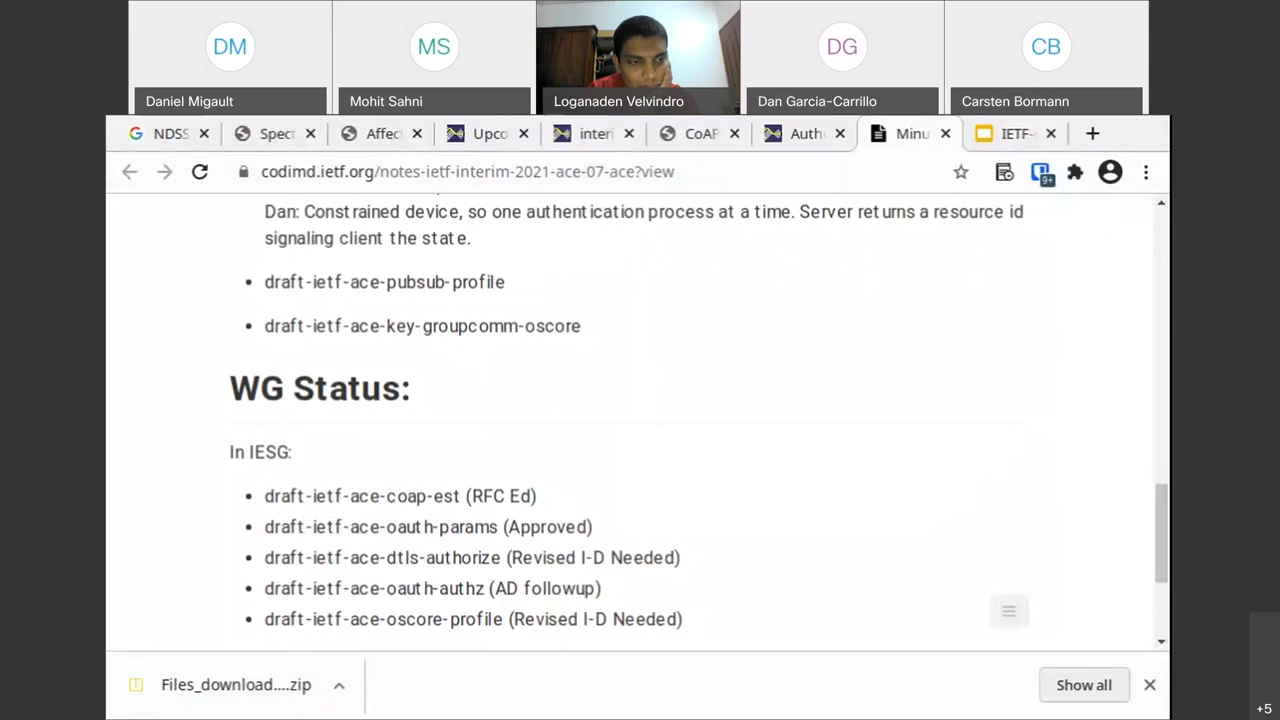 DM
MS
DG
CB
Daniel Migault
Mohit Sahni
Loganaden Velvindro
Dan Garcia-Carrillo
Carsten Bormann
NDSS
Spect
Affec
Upco
interi
CoAP
Auth
Minu
IETF-
codimd.ietf.org/notes-ietf-interim-2021-ace-07-ace?view
9+
Dan: Constrained device, so one authentication process at a time. Server returns a resource id
signaling client the state.
• draft-ietf-ace-pubsub-profile
• draft-ietf-ace-key-groupcomm-oscore
WG Status:
In IESG:
• draft-ietf-ace-coap-est (RFC Ed)
• draft-ietf-ace-oauth-params (Approved)
• draft-ietf-ace-dtls-authorize (Revised I-D Needed)
• draft-ietf-ace-oauth-authz (AD followup)
• draft-ietf-ace-oscore-profile (Revised I-D Needed)
Files_download....zip
Show all
+5